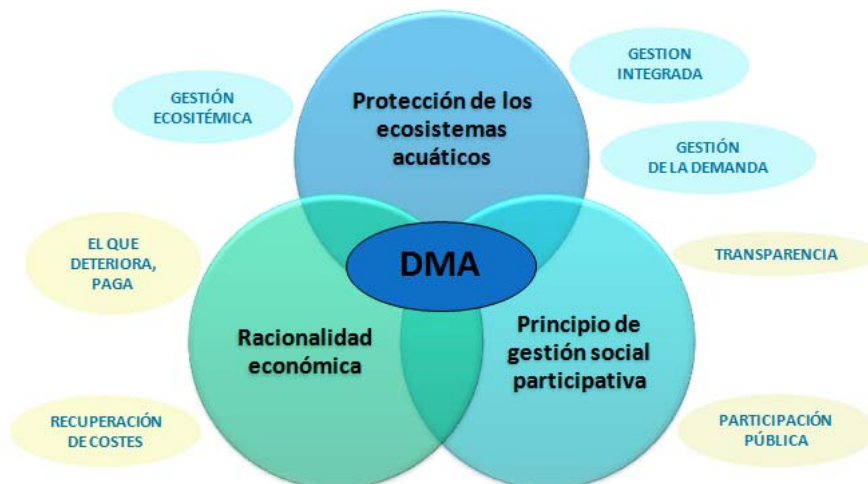 GESTIÓN
ECOSITÉMICA
Protección de los
ecosistemas
acuáticos
GESTION
INTEGRADA
GESTIÓN
DE LA DEMANDA
EL QUE
DETERIORA,
PAGA
DMA
TRANSPARENCIA
Racionalidad
económica
Principio de
gestión social
participativa
RECUPERACIÓN
DE COSTES
PARTICIPACIÓN
PÚBLICA